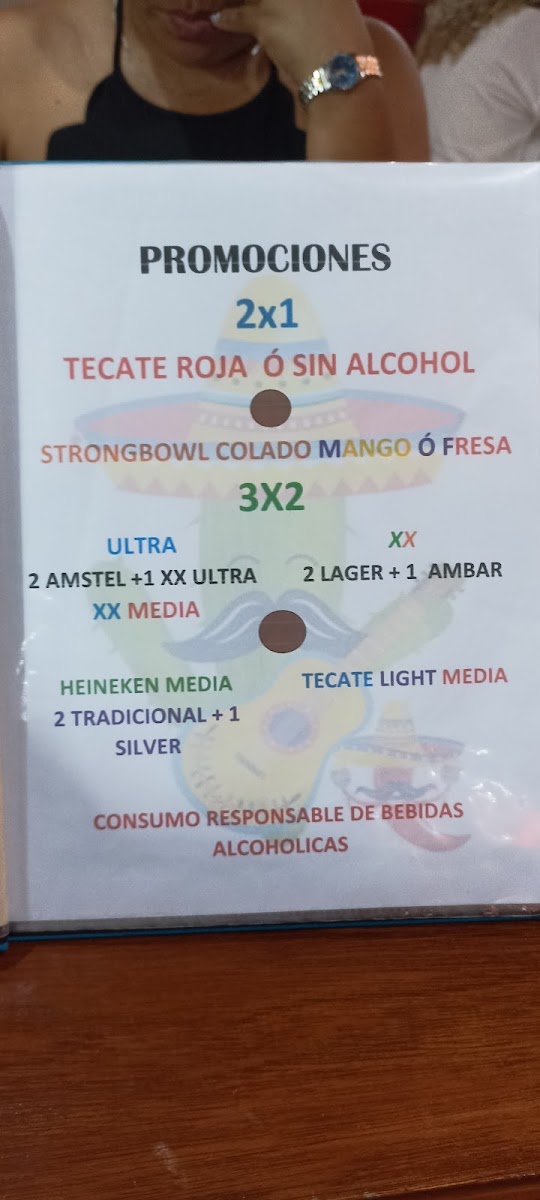 PROMOCIONES
2x1
TECATE ROJA Ó SIN ALCOHOL
STRONGBOWL COLADO MANGO Ó FRESA
3X2
ULTRA
XX
2 AMSTEL +1 XX ULTRA
2 LAGER + 1 AMBAR
XX MEDIA
HEINEKEN MEDIA
TECATE LIGHT MEDIA
2 TRADICIONAL + 1
SILVER
CONSUMO RESPONSABLE DE BEBIDAS
ALCOHOLICAS